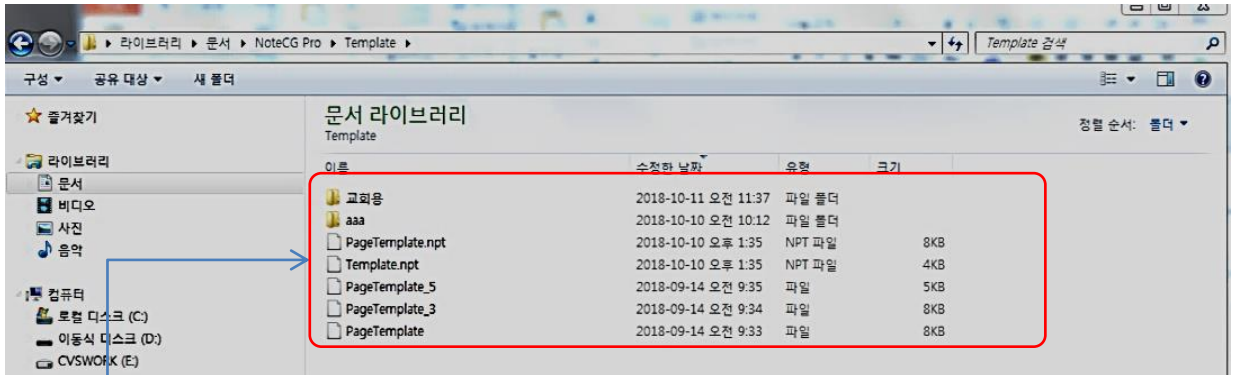 라이브러리 ▸ 문서 ▸ NoteCG Pro ▸ Template ▸
Template 검색
구성 공유 대상 새 폴더
즐겨찾기
라이브러리
문서
비디오
사진
음악
컴퓨터
로컬 디스크 (C:)
이동식 디스크 (D:)
CVSWORK (E:)
문서 라이브러리
Template
정렬 순서: 폴더
이름 수정한 날짜 유형 크기
교회용 2018-10-11 오전 11:37 파일 폴더
aaa 2018-10-10 오전 10:12 파일 폴더
PageTemplate.npt 2018-10-10 오후 1:35 NPT 파일 8KB
Template.npt 2018-10-10 오후 1:35 NPT 파일 4KB
PageTemplate_5 2018-09-14 오전 9:35 파일 5KB
PageTemplate_3 2018-09-14 오전 9:34 파일 8KB
PageTemplate 2018-09-14 오전 9:33 파일 8KB